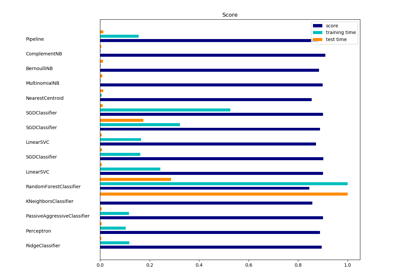 Score
score
training time
test time
Pipeline
ComplementNB
BernoulliNB
MultinomialNB
NearestCentroid
SGDClassifier
SGDClassifier
LinearSVC
SGDClassifier
LinearSVC
RandomForestClassifier
KNeighborsClassifier
PassiveAggressiveClassifier
Perceptron
RidgeClassifier
0.0 0.2 0.4 0.6 0.8 1.0